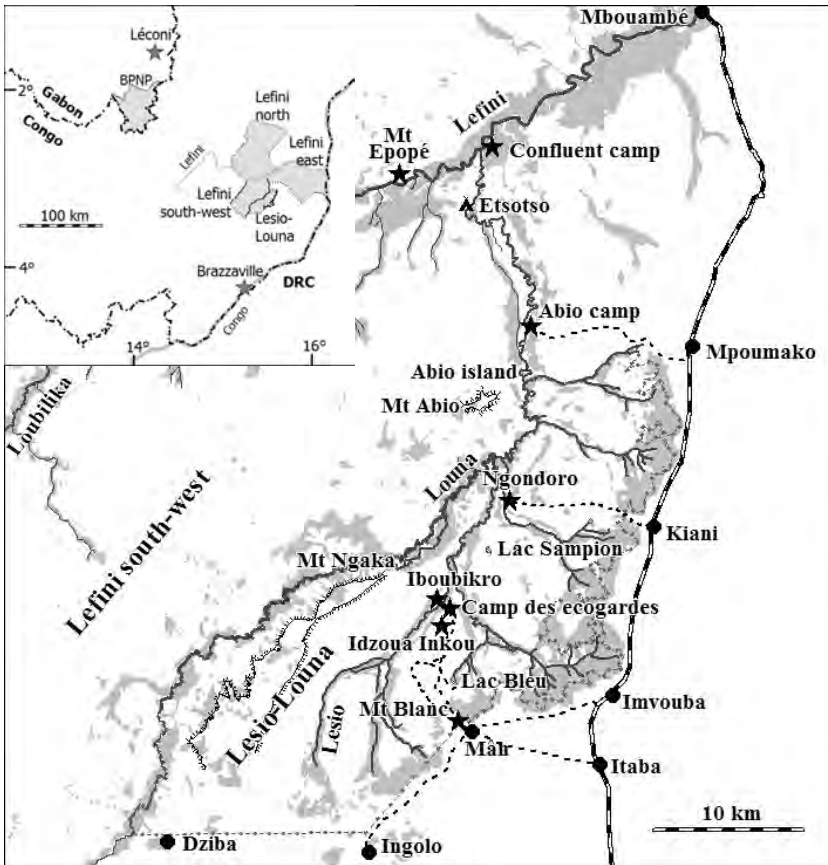 Léconi
BPNP
2°
Gabon
Congo
Lefini
north
Lefini
Lefini
east
Lefini
south-west
Lesio-
Louna
100 km
4°
Brazzaville
DRC
Congo
14°
16°
Mbouambé
Lefini
Mt
Epopé
Confluent camp
Etsotso
Abio camp
Mpoumako
Abio island
Mt Abio
Loubilika
Louna
Ngondoro
Kiani
Lefini south-west
Lac Sampion
Mt Ngaka
Iboubikro
Camp des ecogardes
Idzoua Inkou
Lesio-Louna
Lac Bleu
Lesio
Mt Blanc
Imvouba
Mah
Itaba
10 km
Dziba
Ingolo